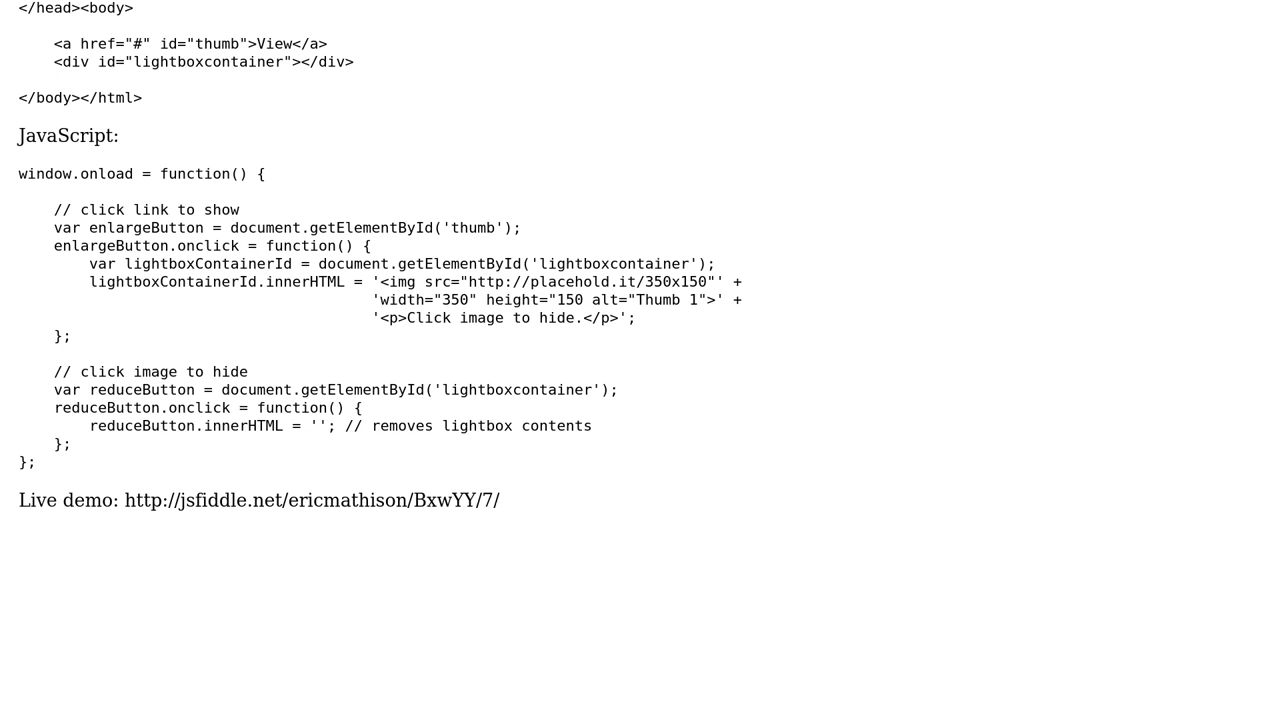 </head><body>
    <a href="#" id="thumb">View</a>
    <div id="lightboxcontainer"></div>
</body></html>
JavaScript:
window.onload = function() {
    // click link to show
    var enlargeButton = document.getElementById('thumb');
    enlargeButton.onclick = function() {
        var lightboxContainerId = document.getElementById('lightboxcontainer');
        lightboxContainerId.innerHTML = '<img src="http://placehold.it/350x150"' +
                                        'width="350" height="150 alt="Thumb 1">' +
                                        '<p>Click image to hide.</p>';
    };
    // click image to hide
    var reduceButton = document.getElementById('lightboxcontainer');
    reduceButton.onclick = function() {
        reduceButton.innerHTML = ''; // removes lightbox contents
    };
};
Live demo: http://jsfiddle.net/ericmathison/BxwYY/7/